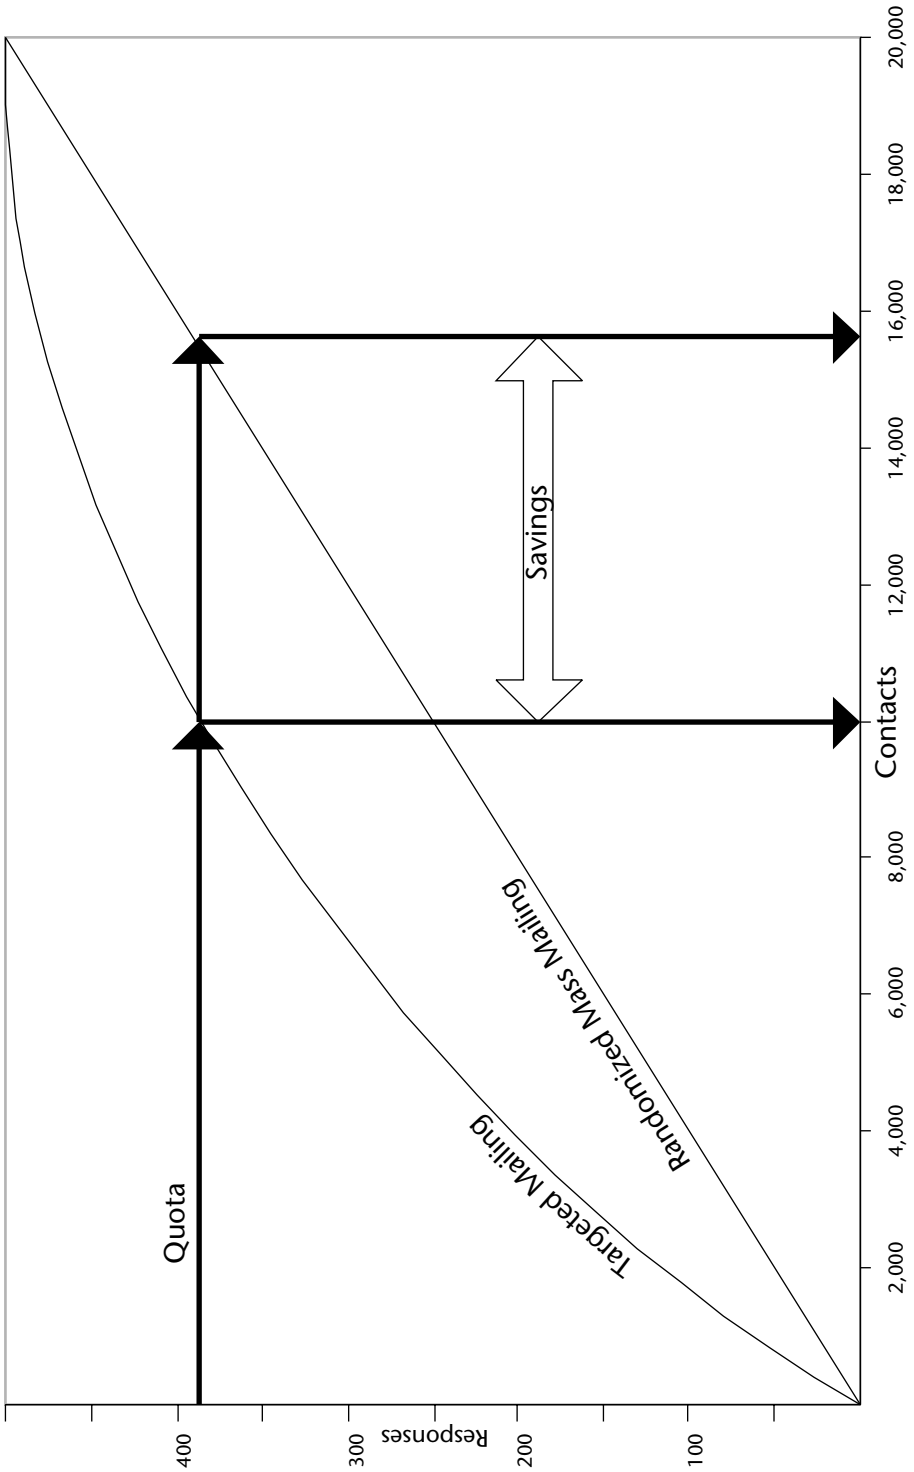 Responses
400
300
200
100
Quota
Targeted Mailing
Randomized Mass Mailing
Savings
2,000
4,000
6,000
8,000
12,000
14,000
16,000
18,000
20,000
Contacts